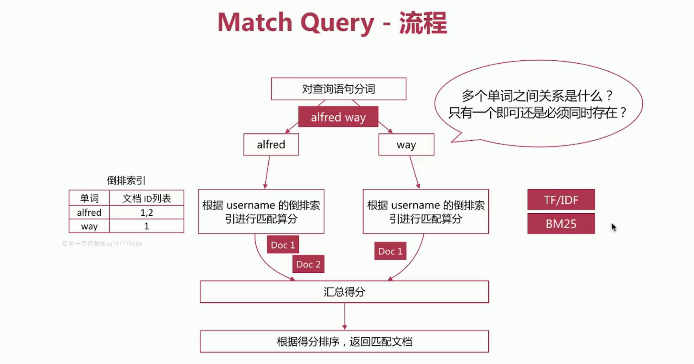 Match Query - 流程
对查询语句分词
alfred way
多个单词之间关系是什么？
只有一个即可还是必须同时存在？
alfred
way
倒排索引
单词 文档 ID列表
alfred 1,2
way 1
根据 username 的倒排索
引进行匹配算分
根据 username 的倒排索
引进行匹配算分
TF/IDF
BM25
Doc 1
Doc 2
Doc 1
汇总得分
根据得分排序，返回匹配文档